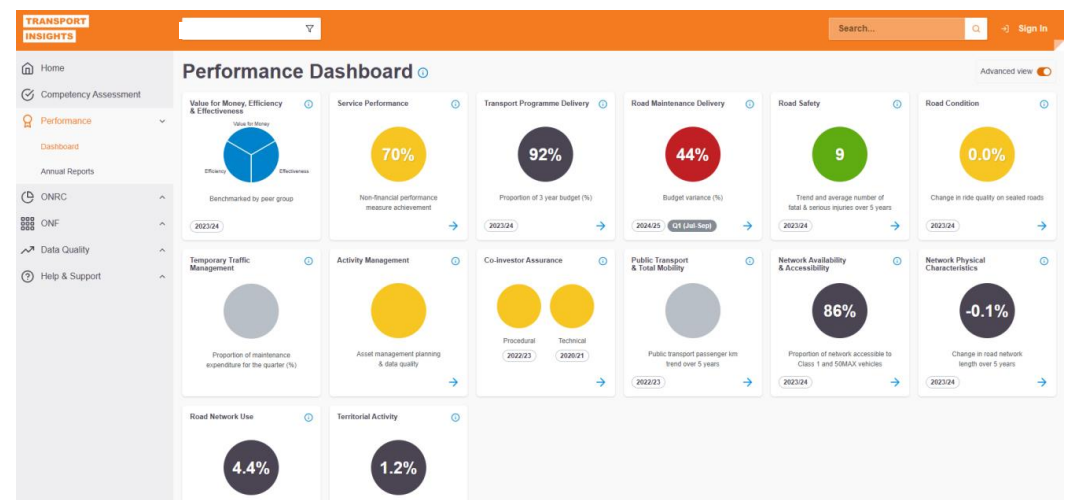 TRANSPORT
INSIGHTS
Search...
Sign In
Home
Competency Assessment
Performance
Dashboard
Annual Reports
ONRC
ONF
Data Quality
Help & Support
Performance Dashboard
Advanced view
Value for Money, Efficiency
& Effectiveness
Value for Money
Efficiency
Effectiveness
Benchmarked by peer group
2023/24
Service Performance
70%
Non-financial performance
measure achievement
Transport Programme Delivery
92%
Proportion of 3 year budget (%)
2023/24
Road Maintenance Delivery
44%
Budget variance (%)
2024/25
Q1 (Jul-Sep)
Road Safety
9
Trend and average number of
fatal & serious injuries over 5 years
2023/24
Road Condition
0.0%
Change in ride quality on sealed roads
2023/24
Temporary Traffic
Management
Proportion of maintenance
expenditure for the quarter (%)
Activity Management
Asset management planning
& data quality
Co-investor Assurance
Procedural
Technical
2022/23
2020/21
Public Transport
& Total Mobility
Public transport passenger km
trend over 5 years
2022/23
Network Availability
& Accessibility
86%
Proportion of network accessible to
Class 1 and 50MAX vehicles
2023/24
Network Physical
Characteristics
-0.1%
Change in road network
length over 5 years
2023/24
Road Network Use
4.4%
Territorial Activity
1.2%